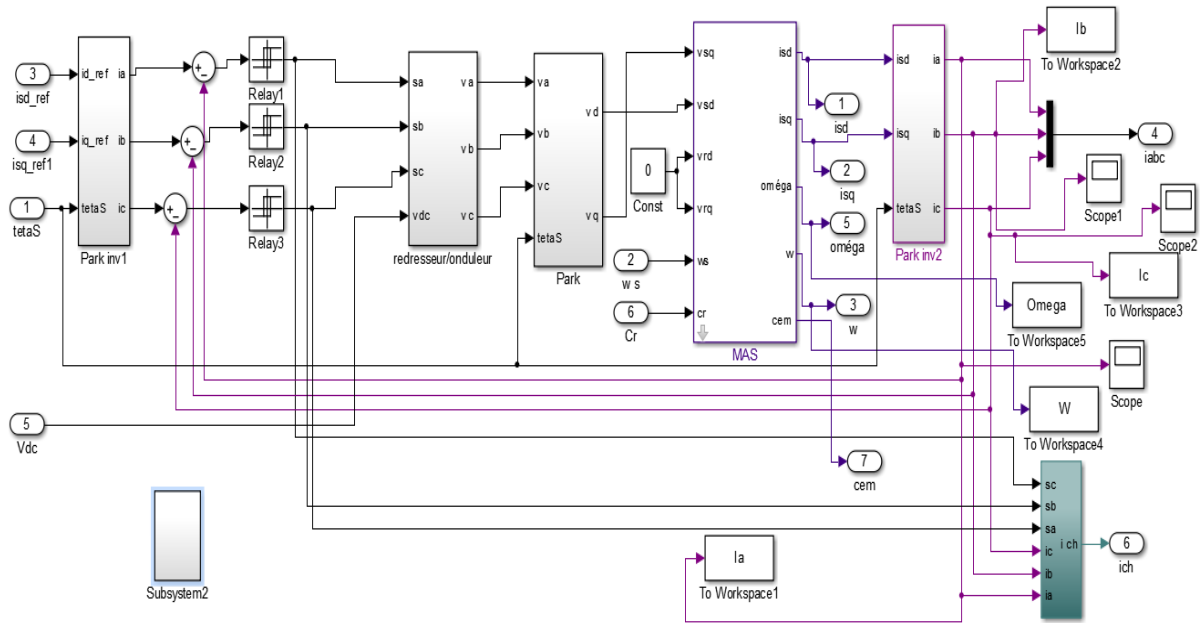 3
isd_ref
4
isq_ref1
1
tetaS
id_ref
iq_ref
tetaS
ia
ib
ic
Park inv1
+
-
+
-
+
-
Relay1
Relay2
Relay3
sa
sb
sc
vdc
va
vb
vc
redresseur/onduleur
va
vb
vc
tetaS
vd
vq
Park
0
Const
2
w s
6
Cr
vsq
vsd
vrd
vrq
ws
cr
isd
isq
oméga
w
cem
MAS
1
isd
2
isq
5
oméga
3
w
isd
isq
tetaS
ia
ib
ic
Park inv2
Ib
To Workspace2
4
iabc
Scope1
Scope2
Ic
To Workspace3
Omega
To Workspace5
Scope
W
To Workspace4
5
Vdc
7
cem
sc
sb
sa
ic
ib
ia
i ch
6
ich
Ia
To Workspace1
Subsystem2